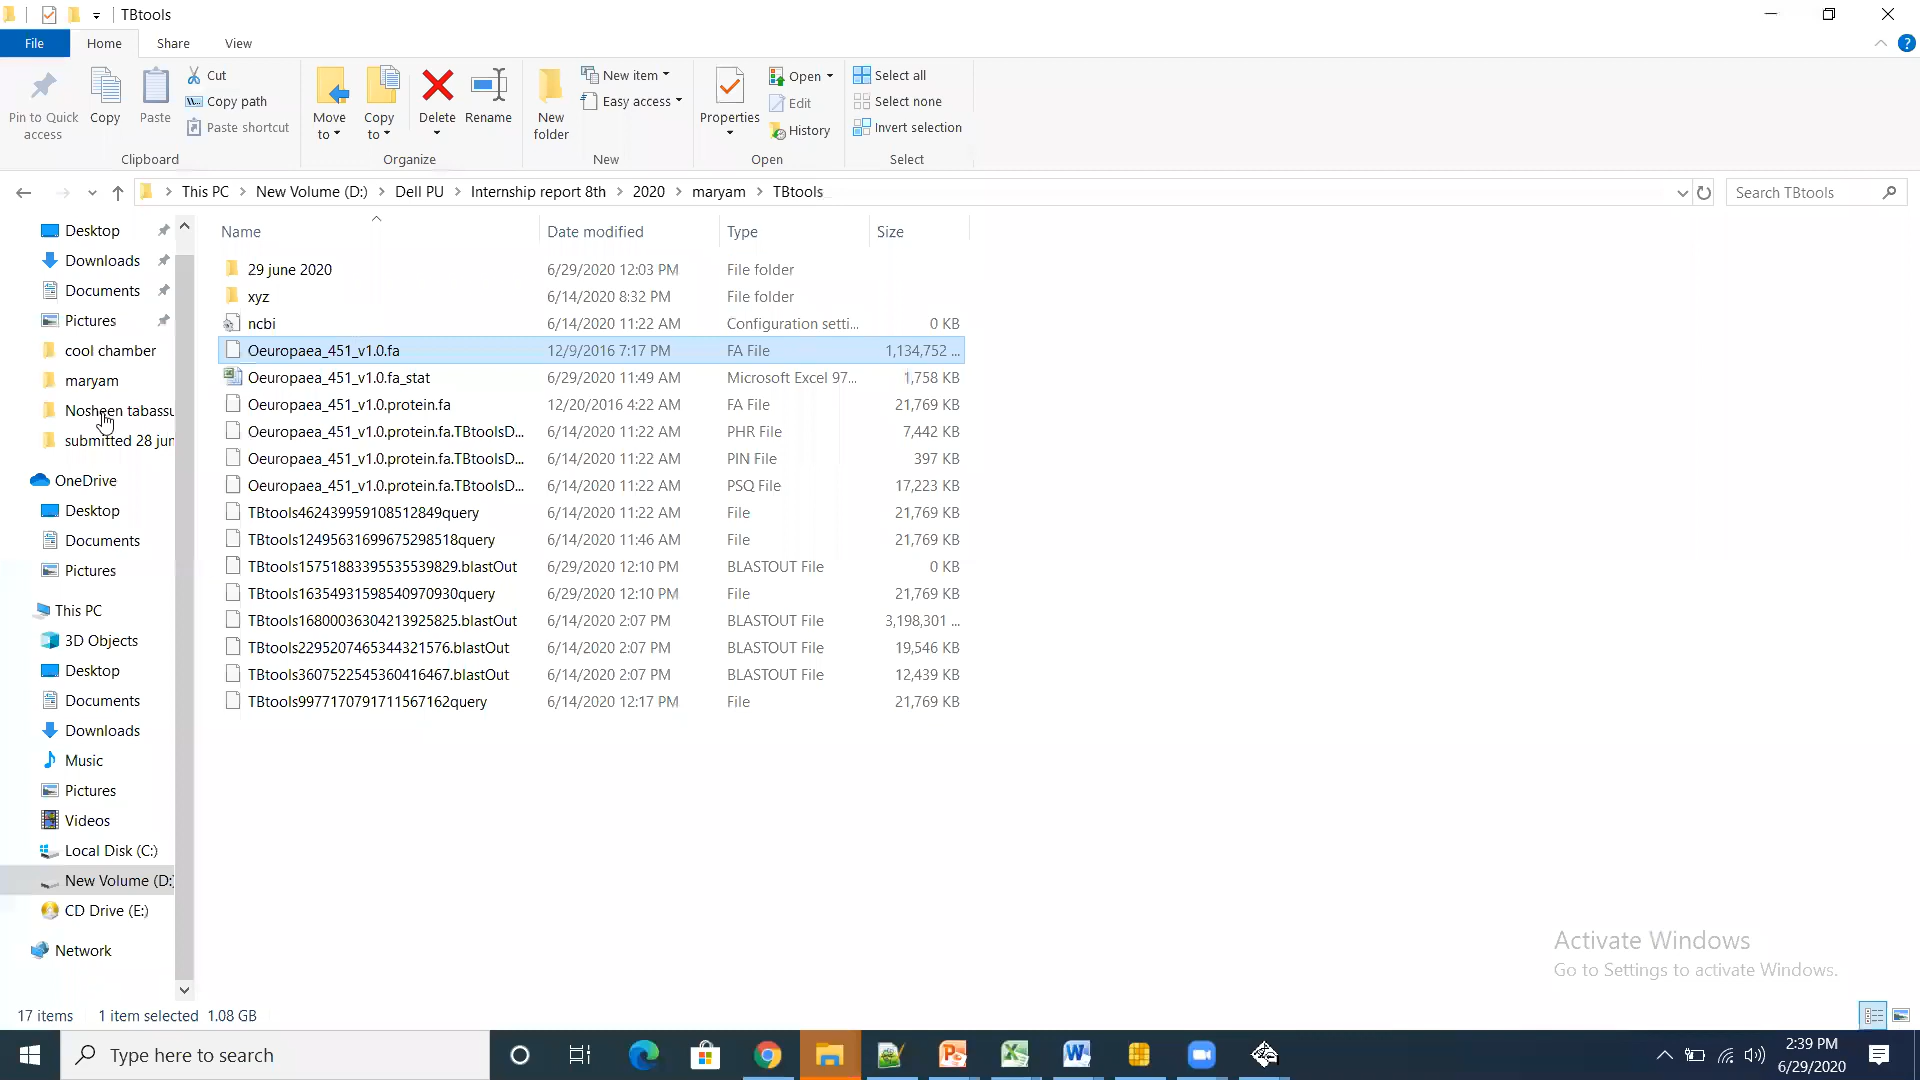 TBtools
File Home Share View
Pin to Quick access
Copy
Paste
Cut
Copy path
Paste shortcut
Clipboard
Move to
Copy to
Delete
Rename
Organize
New folder
New item
Easy access
New
Properties
Open
Edit
History
Open
Select all
Select none
Invert selection
Select
This PC > New Volume (D:) > Dell PU > Internship report 8th > 2020 > maryam > TBtools
Search TBtools
Desktop
Downloads
Documents
Pictures
cool chamber
maryam
Nosheen tabassu
submitted 28 jun
OneDrive
Desktop
Documents
Pictures
This PC
3D Objects
Desktop
Documents
Downloads
Music
Pictures
Videos
Local Disk (C:)
New Volume (D:)
CD Drive (E:)
Network
Name Date modified Type Size
29 june 2020 6/29/2020 12:03 PM File folder
xyz 6/14/2020 8:32 PM File folder
ncbi 6/14/2020 11:22 AM Configuration setti... 0 KB
Oeuropaea_451_v1.0.fa 12/9/2016 7:17 PM FA File 1,134,752 ...
Oeuropaea_451_v1.0.fa_stat 6/29/2020 11:49 AM Microsoft Excel 97... 1,758 KB
Oeuropaea_451_v1.0.protein.fa 12/20/2016 4:22 AM FA File 21,769 KB
Oeuropaea_451_v1.0.protein.fa.TBtoolsD... 6/14/2020 11:22 AM PHR File 7,442 KB
Oeuropaea_451_v1.0.protein.fa.TBtoolsD... 6/14/2020 11:22 AM PIN File 397 KB
Oeuropaea_451_v1.0.protein.fa.TBtoolsD... 6/14/2020 11:22 AM PSQ File 17,223 KB
TBtools462439959108512849query 6/14/2020 11:22 AM File 21,769 KB
TBtools12495631699675298518query 6/14/2020 11:46 AM File 21,769 KB
TBtools15751883395535539829.blastOut 6/29/2020 12:10 PM BLASTOUT File 0 KB
TBtools16354931598540970930query 6/29/2020 12:10 PM File 21,769 KB
TBtools16800036304213925825.blastOut 6/14/2020 2:07 PM BLASTOUT File 3,198,301 ...
TBtools2295207465344321576.blastOut 6/14/2020 2:07 PM BLASTOUT File 19,546 KB
TBtools3607522545360416467.blastOut 6/14/2020 2:07 PM BLASTOUT File 12,439 KB
TBtools9977170791711567162query 6/14/2020 12:17 PM File 21,769 KB
Activate Windows
Go to Settings to activate Windows.
17 items 1 item selected 1.08 GB
Type here to search
2:39 PM
6/29/2020